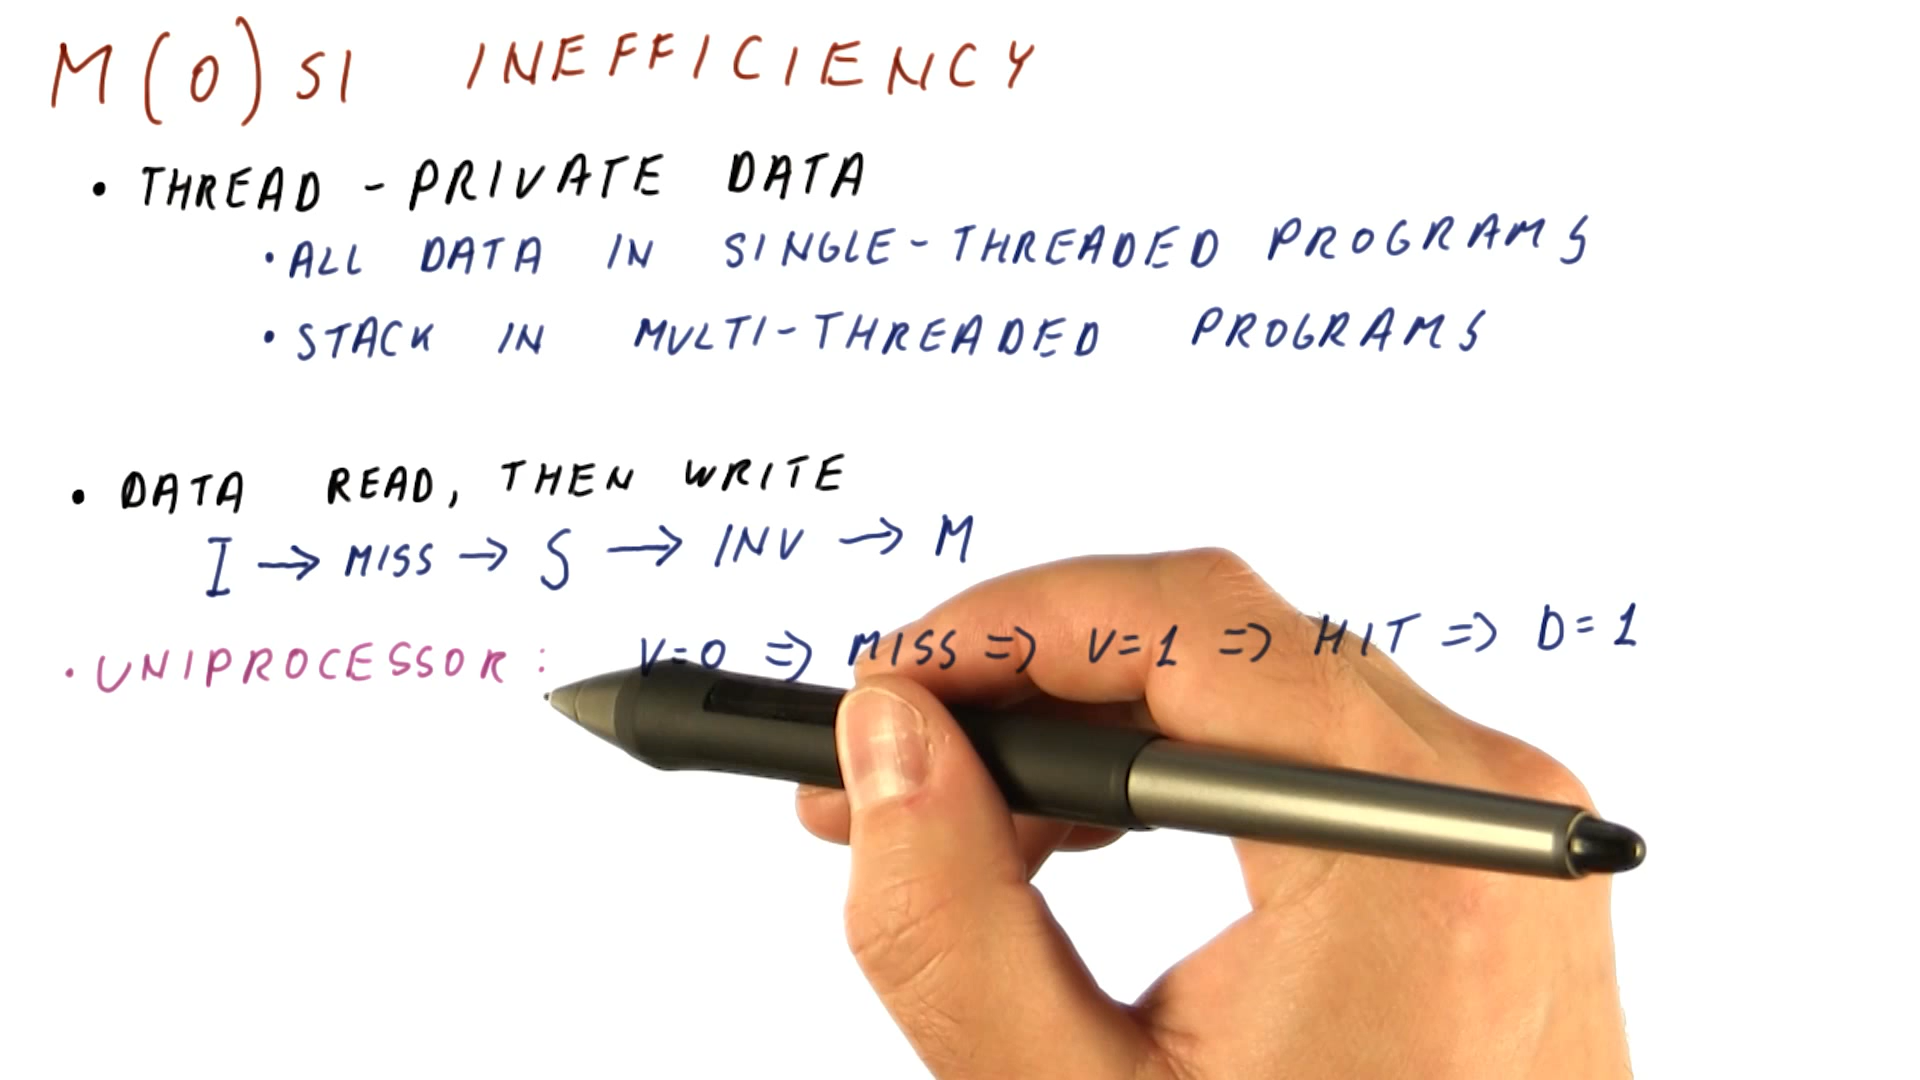 M(O)SI INEFFICIENCY
• THREAD - PRIVATE DATA
• ALL DATA IN SINGLE - THREADED PROGRAMS
• STACK IN MULTI - THREADED PROGRAMS
• DATA READ, THEN WRITE
I → MISS → S → INV → M
• UNIPROCESSOR: V=0 => MISS => V=1 => HIT => D=1